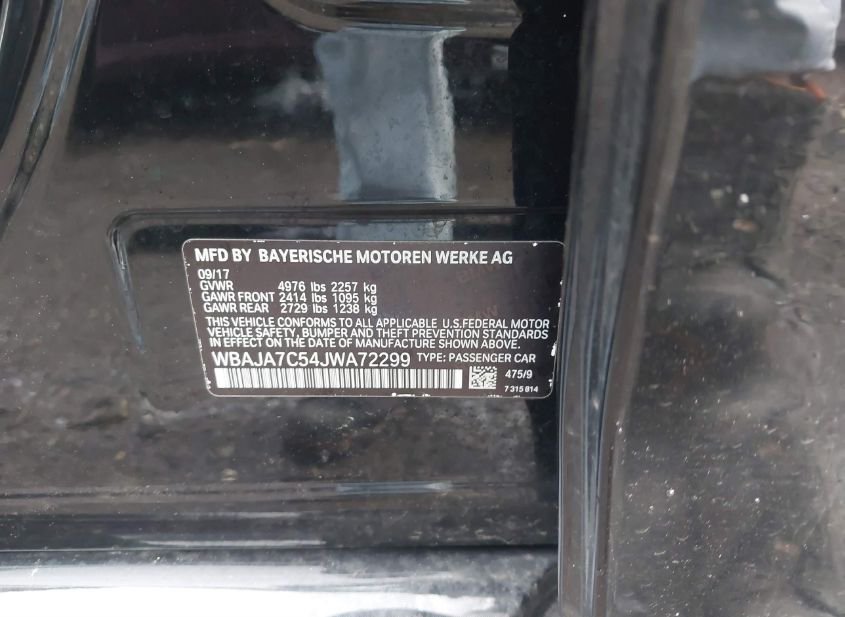 MFD BY BAYERISCHE MOTOREN WERKE AG
09/17
GVWR 4976 lbs 2257 kg
GAWR FRONT 2414 lbs 1095 kg
GAWR REAR 2729 lbs 1238 kg
THIS VEHICLE CONFORMS TO ALL APPLICABLE U.S.FEDERAL MOTOR
VEHICLE SAFETY, BUMPER AND THEFT PREVENTION STANDARDS
IN EFFECT ON THE DATE OF MANUFACTURE SHOWN ABOVE.
WBAJA7C54JWA72299 TYPE: PASSENGER CAR
475/9
7 315 814